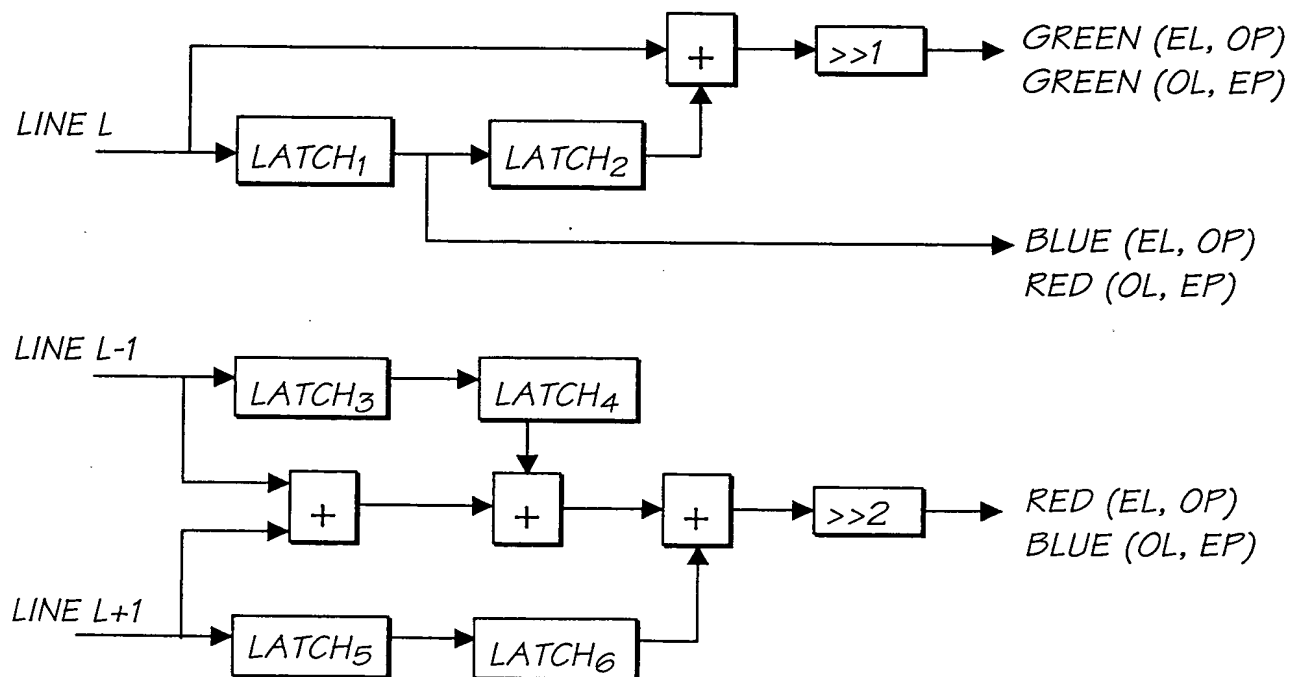 +
>>1
GREEN (EL, OP)
GREEN (OL, EP)
LINE L
LATCH1
LATCH2
BLUE (EL, OP)
RED (OL, EP)
LINE L-1
LATCH3
LATCH4
+
+
+
>>2
RED (EL, OP)
BLUE (OL, EP)
LINE L+1
LATCH5
LATCH6